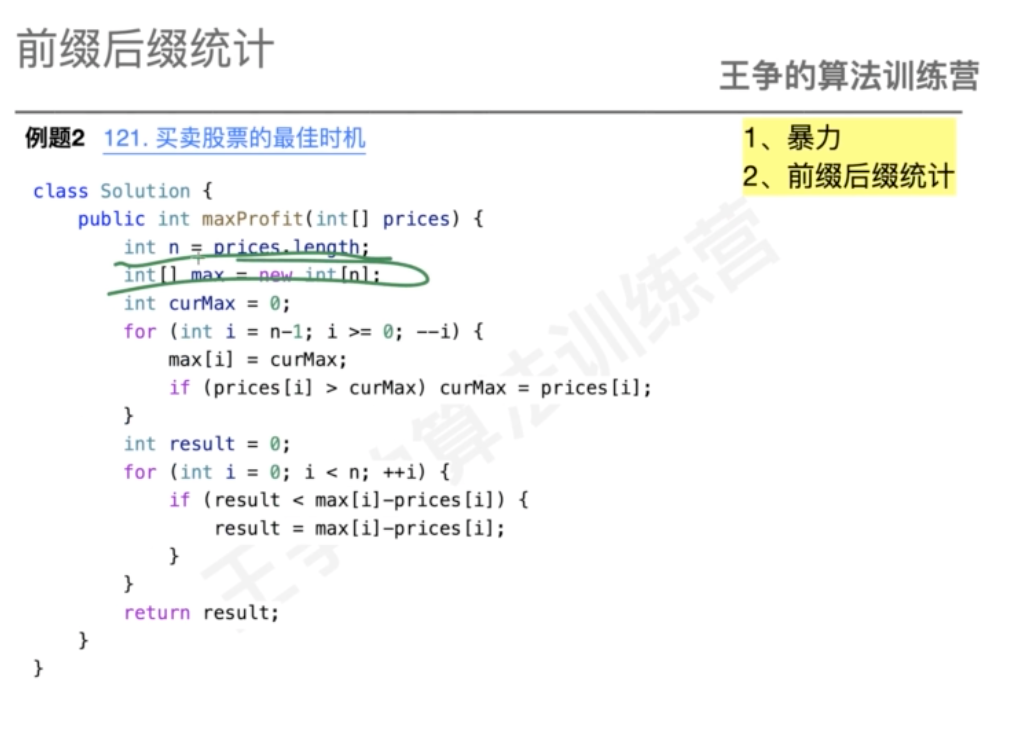 前缀后缀统计
王争的算法训练营
例题2 121. 买卖股票的最佳时机
1、暴力
2、前缀后缀统计
class Solution {
public int maxProfit(int[] prices) {
int n = prices.length;
int[] max = new int[n];
int curMax = 0;
for (int i = n-1; i >= 0; --i) {
max[i] = curMax;
if (prices[i] > curMax) curMax = prices[i];
}
int result = 0;
for (int i = 0; i < n; ++i) {
if (result < max[i]-prices[i]) {
result = max[i]-prices[i];
}
}
return result;
}
}
王争的算法训练营